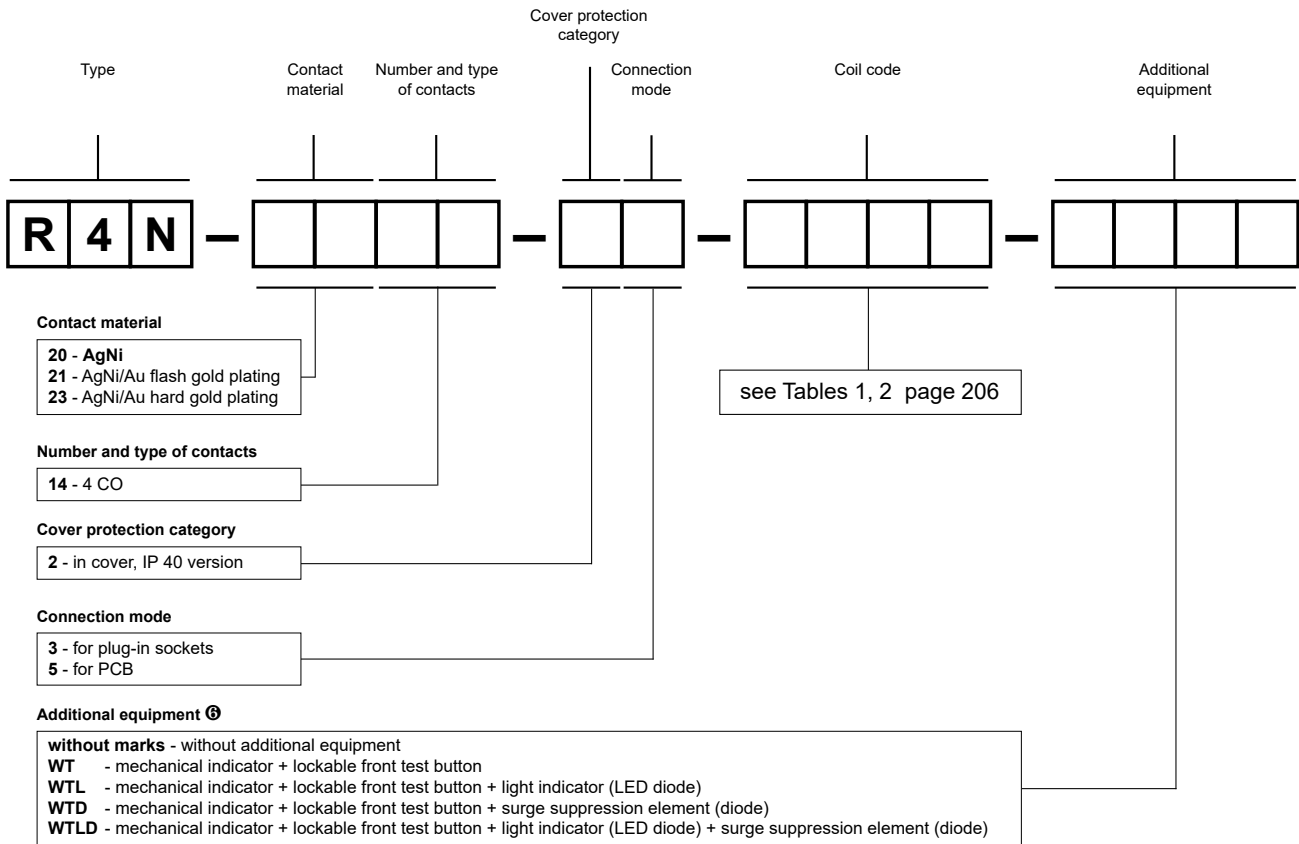 Cover protection
category
Type
Contact
material
Number and type
of contacts
Connection
mode
Coil code
Additional
equipment
R 4 N – – – –
Contact material
20 - AgNi
21 - AgNi/Au flash gold plating
23 - AgNi/Au hard gold plating
see Tables 1, 2 page 206
Number and type of contacts
14 - 4 CO
Cover protection category
2 - in cover, IP 40 version
Connection mode
3 - for plug-in sockets
5 - for PCB
Additional equipment ❻
without marks - without additional equipment
WT - mechanical indicator + lockable front test button
WTL - mechanical indicator + lockable front test button + light indicator (LED diode)
WTD - mechanical indicator + lockable front test button + surge suppression element (diode)
WTLD - mechanical indicator + lockable front test button + light indicator (LED diode) + surge suppression element (diode)